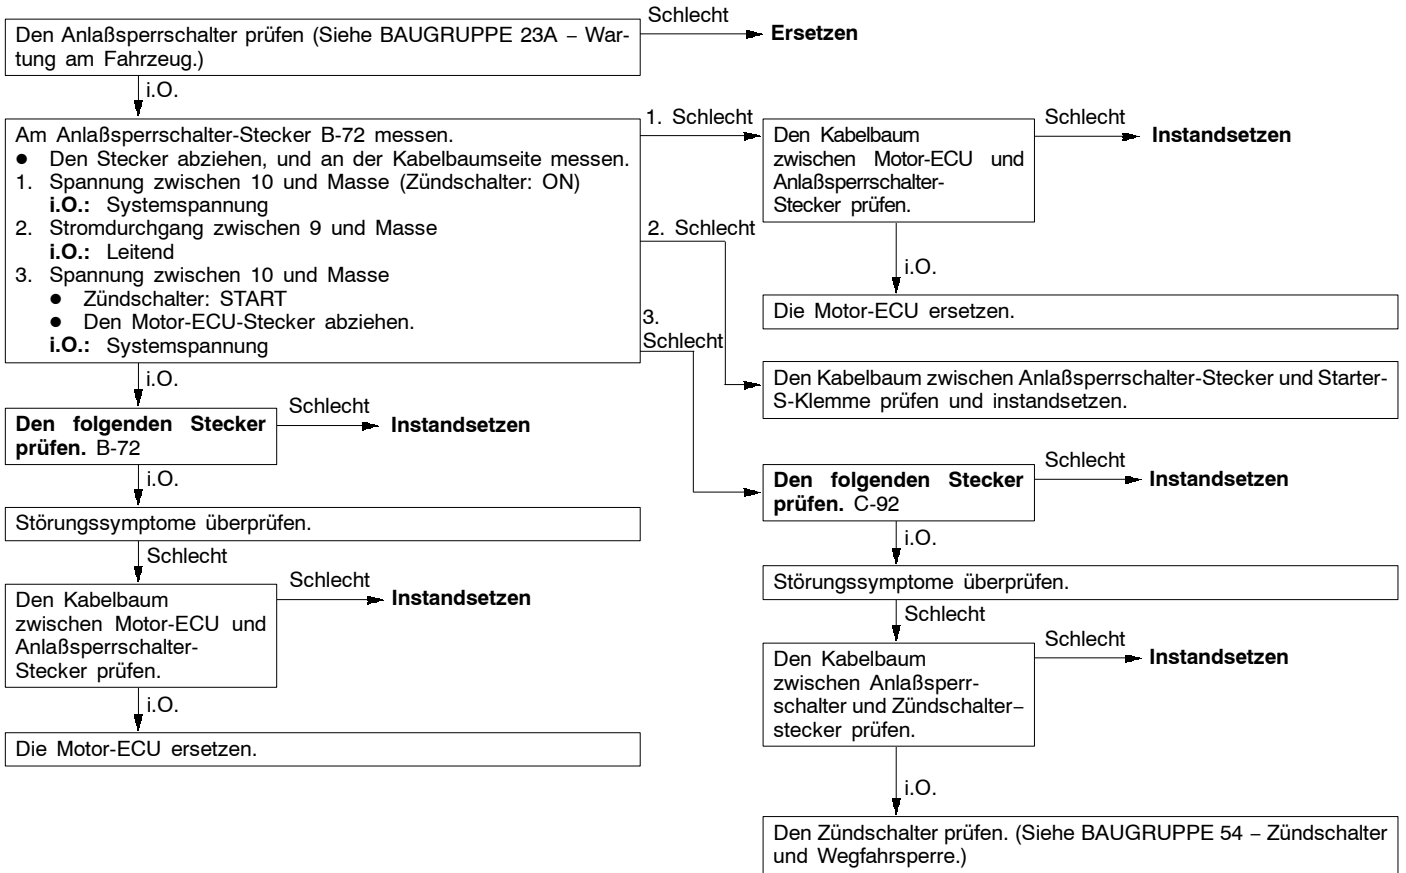 Den Anlaßsperrschalter prüfen (Siehe BAUGRUPPE 23A – War-
tung am Fahrzeug.)
Schlecht
Ersetzen
i.O.
Am Anlaßsperrschalter-Stecker B-72 messen.
● Den Stecker abziehen, und an der Kabelbaumseite messen.
1. Spannung zwischen 10 und Masse (Zündschalter: ON)
i.O.: Systemspannung
2. Stromdurchgang zwischen 9 und Masse
i.O.: Leitend
3. Spannung zwischen 10 und Masse
● Zündschalter: START
● Den Motor-ECU-Stecker abziehen.
i.O.: Systemspannung
1. Schlecht
Den Kabelbaum
zwischen Motor-ECU und
Anlaßsperrschalter-
Stecker prüfen.
Schlecht
Instandsetzen
i.O.
Die Motor-ECU ersetzen.
2. Schlecht
Den Kabelbaum zwischen Anlaßsperrschalter-Stecker und Starter-
S-Klemme prüfen und instandsetzen.
3.
Schlecht
Den folgenden Stecker
prüfen. C-92
Schlecht
Instandsetzen
i.O.
Störungssymptome überprüfen.
Schlecht
Den Kabelbaum
zwischen Anlaßsperr-
schalter und Zündschalter–
stecker prüfen.
Schlecht
Instandsetzen
i.O.
Den Zündschalter prüfen. (Siehe BAUGRUPPE 54 – Zündschalter
und Wegfahrsperre.)
i.O.
Den folgenden Stecker
prüfen. B-72
Schlecht
Instandsetzen
i.O.
Störungssymptome überprüfen.
Schlecht
Den Kabelbaum
zwischen Motor-ECU und
Anlaßsperrschalter-
Stecker prüfen.
Schlecht
Instandsetzen
i.O.
Die Motor-ECU ersetzen.